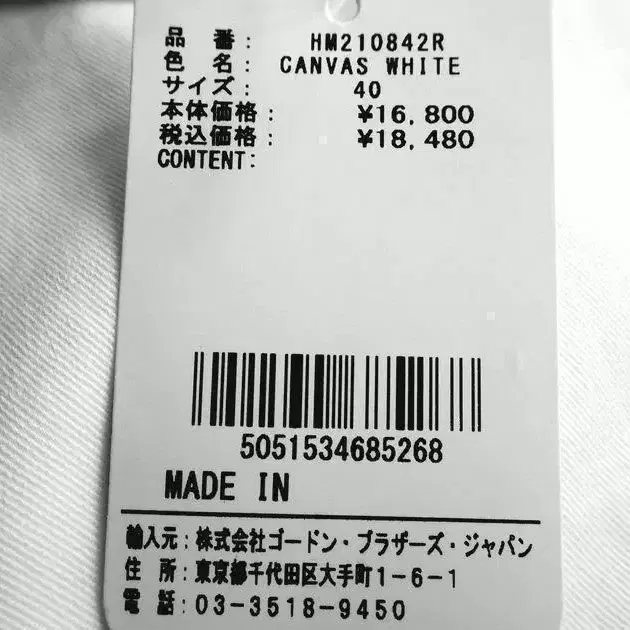 品 番: HM210842R
色 名: CANVAS WHITE
サイズ: 40
本体価格: ¥16,800
税込価格: ¥18,480
CONTENT:
5051534685268
MADE IN
輸入元:株式会社ゴードン・ブラザーズ・ジャパン
住 所:東京都千代田区大手町1-6-1
電 話:03-3518-9450